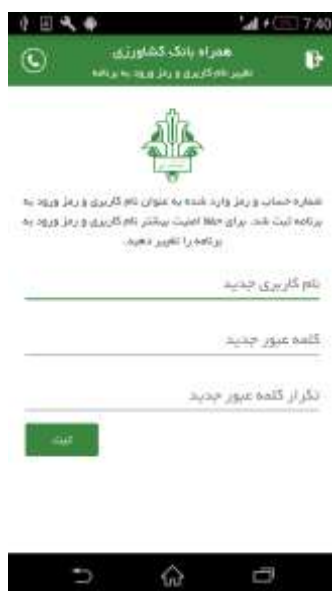 7:40
همراه بانک کشاورزی
تغییر نام کاربری و رمز ورود به برنامه
شماره حساب و رمز وارد شده به عنوان نام کاربری و رمز ورود به
برنامه ثبت شد. برای حفظ امنیت بیشتر نام کاربری و رمز ورود به
برنامه را تغییر دهید.
نام کاربری جدید
کلمه عبور جدید
تکرار کلمه عبور جدید
ثبت